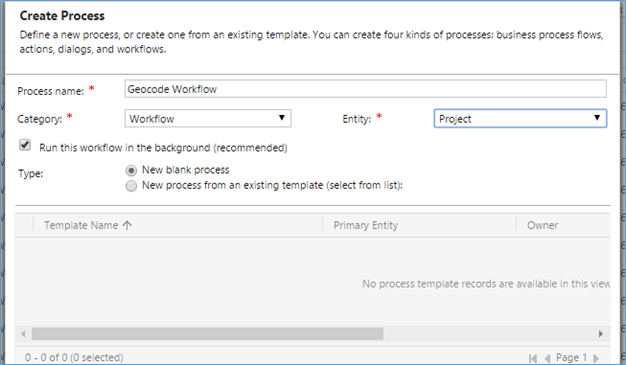 Create Process
Define a new process, or create one from an existing template. You can create four kinds of processes: business process flows,
actions, dialogs, and workflows.
Process name: * Geocode Workflow
Category: * Workflow Entity: * Project
Run this workflow in the background (recommended)
Type: New blank process
New process from an existing template (select from list):
Template Name Primary Entity Owner
No process template records are available in this view
0 - 0 of 0 (0 selected) Page 1